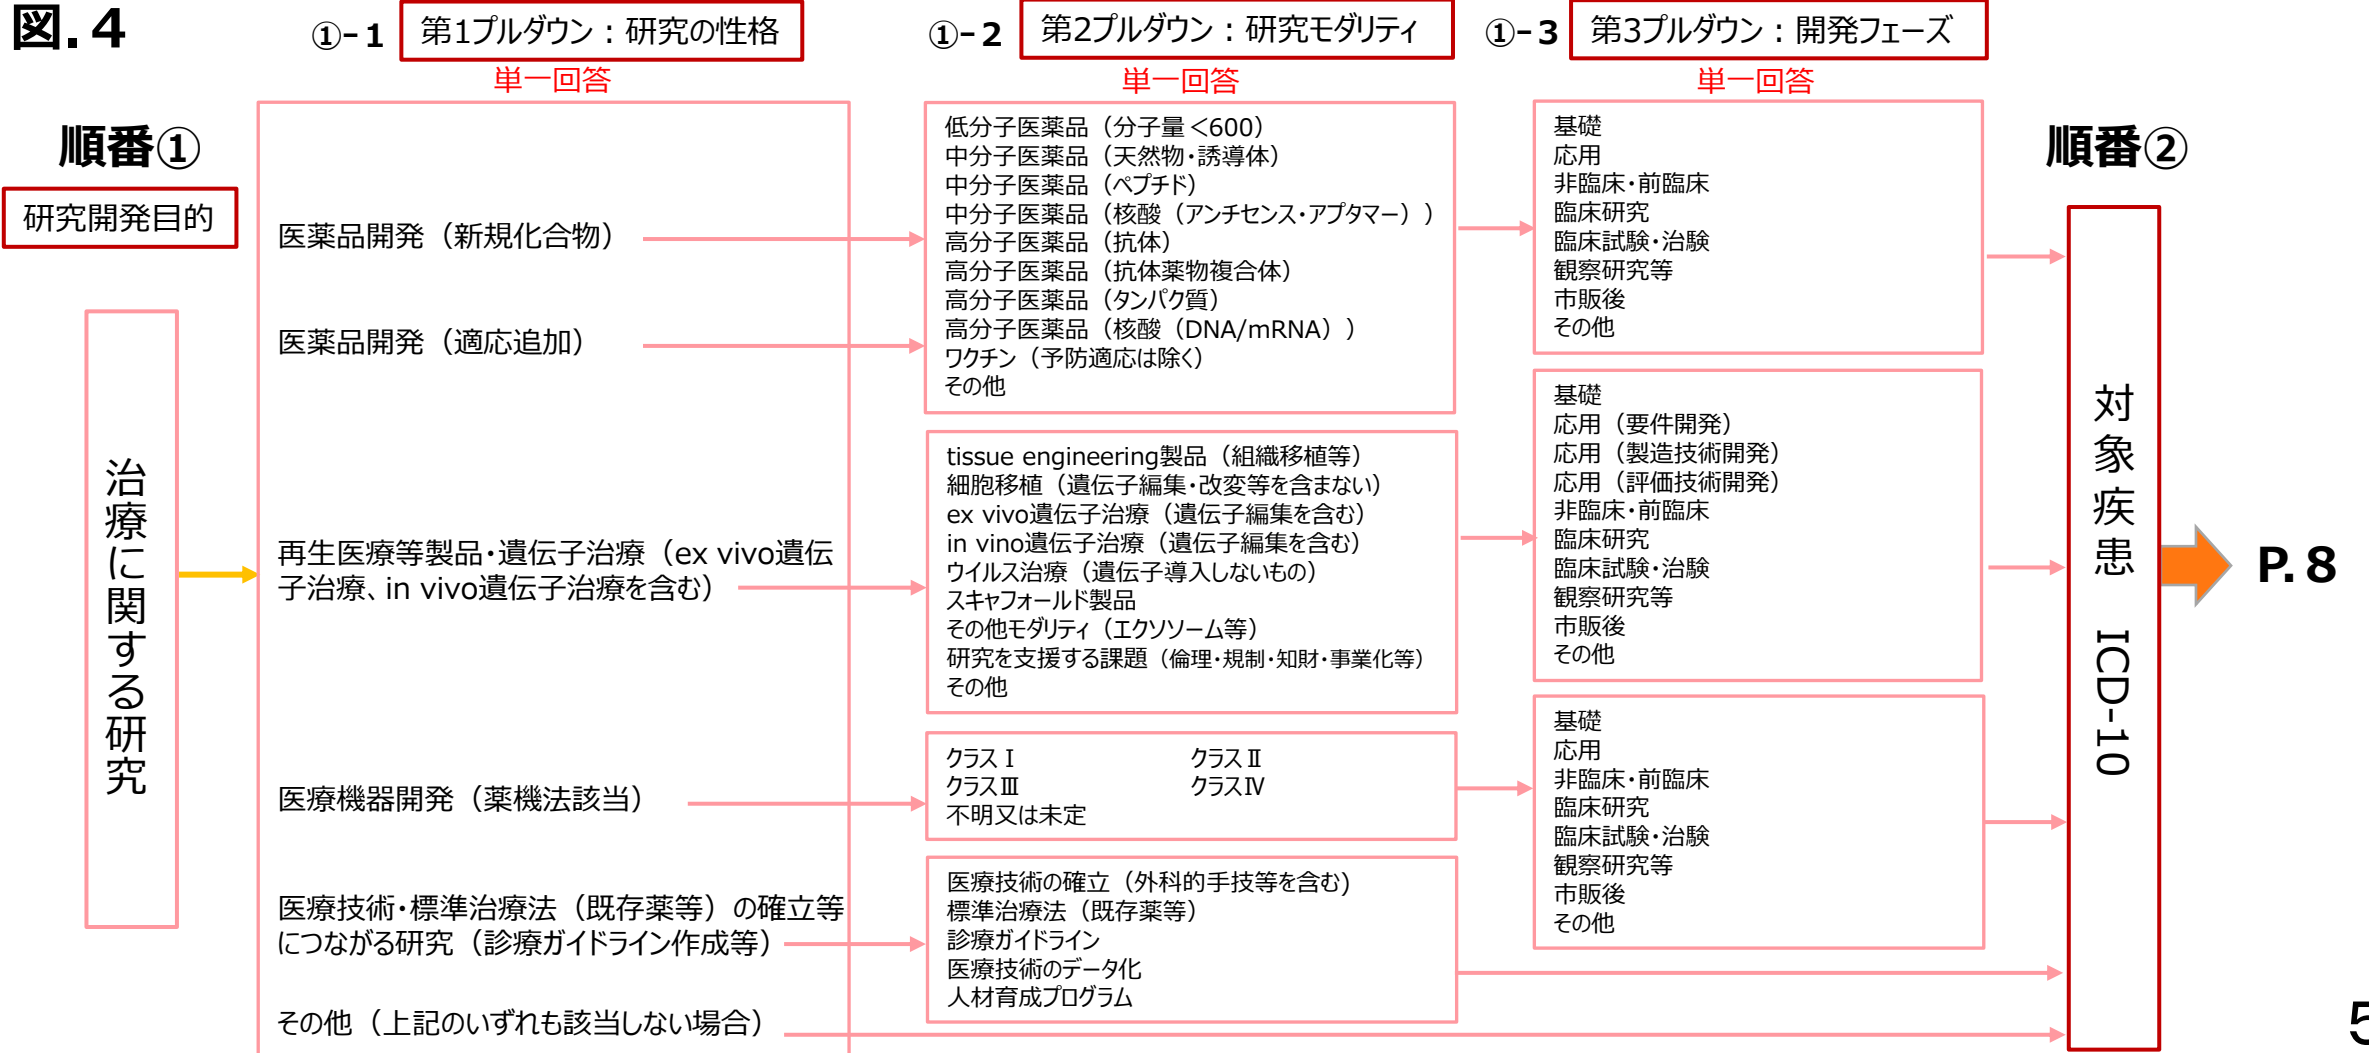 図.４
①-１
第1プルダウン：研究の性格
①-２
第2プルダウン：研究モダリティ
①-３
第3プルダウン：開発フェーズ
単一回答
単一回答
単一回答
順番①
研究開発目的
治療に関する研究
医薬品開発（新規化合物）
医薬品開発（適応追加）
再生医療等製品・遺伝子治療（ex vivo遺伝
子治療、in vivo遺伝子治療を含む）
医療機器開発（薬機法該当）
医療技術・標準治療法（既存薬等）の確立等
につながる研究（診療ガイドライン作成等）
その他（上記のいずれも該当しない場合）
低分子医薬品（分子量＜600）
中分子医薬品（天然物・誘導体）
中分子医薬品（ペプチド）
中分子医薬品（核酸（アンチセンス・アプタマー））
高分子医薬品（抗体）
高分子医薬品（抗体薬物複合体）
高分子医薬品（タンパク質）
高分子医薬品（核酸（DNA/mRNA））
ワクチン（予防適応は除く）
その他
tissue engineering製品（組織移植等）
細胞移植（遺伝子編集・改変等を含まない）
ex vivo遺伝子治療（遺伝子編集を含む）
in vino遺伝子治療（遺伝子編集を含む）
ウイルス治療（遺伝子導入しないもの）
スキャフォールド製品
その他モダリティ（エクソソーム等）
研究を支援する課題（倫理・規制・知財・事業化等）
その他
クラスⅠ クラスⅡ
クラスⅢ クラスⅣ
不明又は未定
医療技術の確立（外科的手技等を含む)
標準治療法（既存薬等）
診療ガイドライン
医療技術のデータ化
人材育成プログラム
基礎
応用
非臨床・前臨床
臨床研究
臨床試験・治験
観察研究等
市販後
その他
基礎
応用（要件開発）
応用（製造技術開発）
応用（評価技術開発）
非臨床・前臨床
臨床研究
臨床試験・治験
観察研究等
市販後
その他
基礎
応用
非臨床・前臨床
臨床研究
臨床試験・治験
観察研究等
市販後
その他
順番②
対象疾患　ICD-10
P.８
5